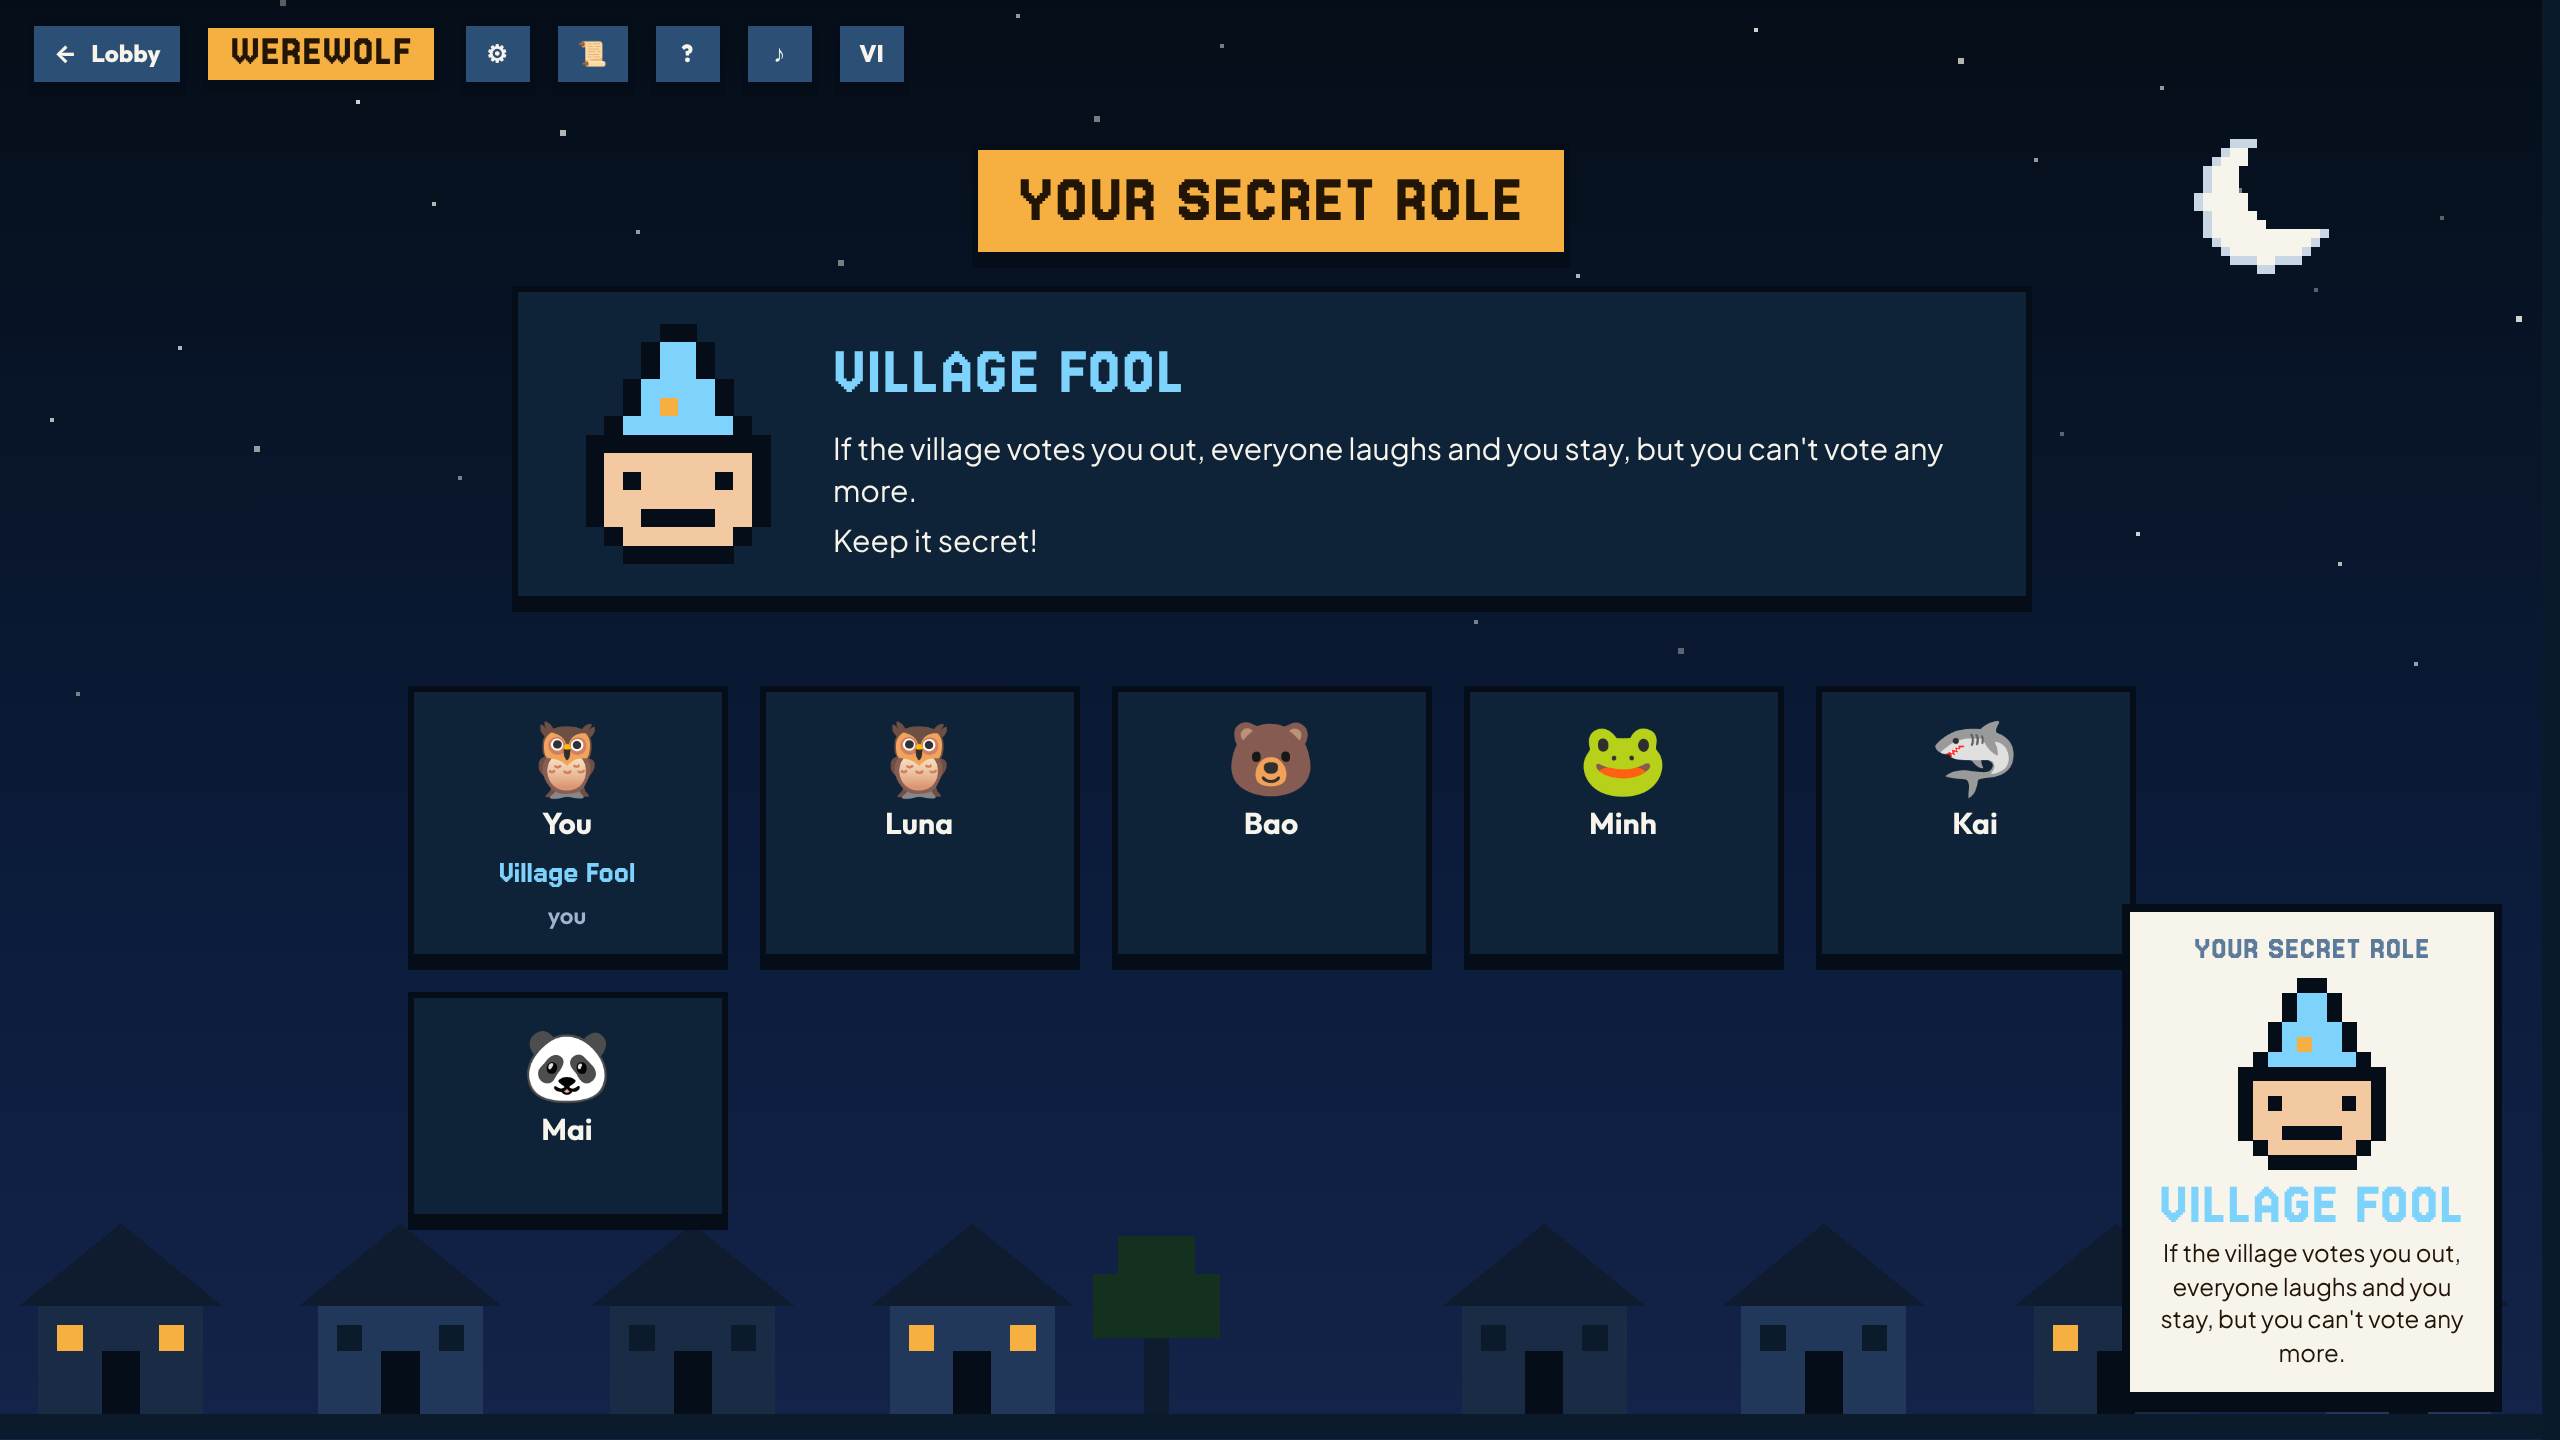 ← Lobby
WEREWOLF
?
♪
VI
YOUR SECRET ROLE
VILLAGE FOOL
If the village votes you out, everyone laughs and you stay, but you can't vote any
more.
Keep it secret!
You
Village Fool
you
Luna
Bao
Minh
Kai
Mai
YOUR SECRET ROLE
VILLAGE FOOL
If the village votes you out,
everyone laughs and you
stay, but you can't vote any
more.